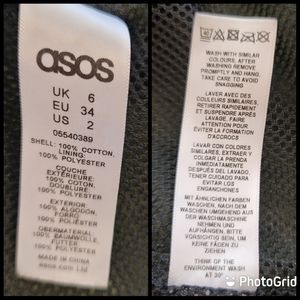 asos
UK 6
EU 34
US 2
05540389
SHELL: 100% COTTON,
LINING:
100% POLYESTER
COUCHE
EXTÉRIEURE:
100% COTON,
DOUBLURE
100% POLYESTER
EXTERIOR
100% ALGODON,
FORRO
100% POLIÉSTER
OBERMATERIAL
100% BAUMWOLLE,
FUTTER
100% POLYESTER
MADE IN CHINA
asos.com Ltd
WASH WITH SIMILAR
COLOURS, AFTER
WASHING REMOVE
PROMPTLY AND HANG,
TAKE CARE TO AVOID
SNAGGING
LAVER AVEC DES
COULEURS SIMILAIRES,
RETIRER RAPIDEMENT
ET SUSPENDRE APRÈS
LAVAGE, FAIRE
ATTENTION
D'ÉVITER TOUT
ACCROC
LAVAR CON COLORES
SIMILARES. EXTRAER Y
COLGAR LA PRENDA
INMEDIATAMENTE
DESPUÉS DEL LAVADO,
TENER CUIDADO PARA
EVITAR LOS
ENGANCHONES
MIT ÄHNLICHEN FARBEN
WASCHEN, NACH DEM
WASCHEN UMGEHEND AUS
DER WASCHMASCHINE
NEHMEN UND
AUFHÄNGEN, BITTE
VORSICHTIG SEIN, UM
KEINE FÄDEN ZU
ZIEHEN
THINK OF THE
ENVIRONMENT WASH
AT 30°
PhotoGrid